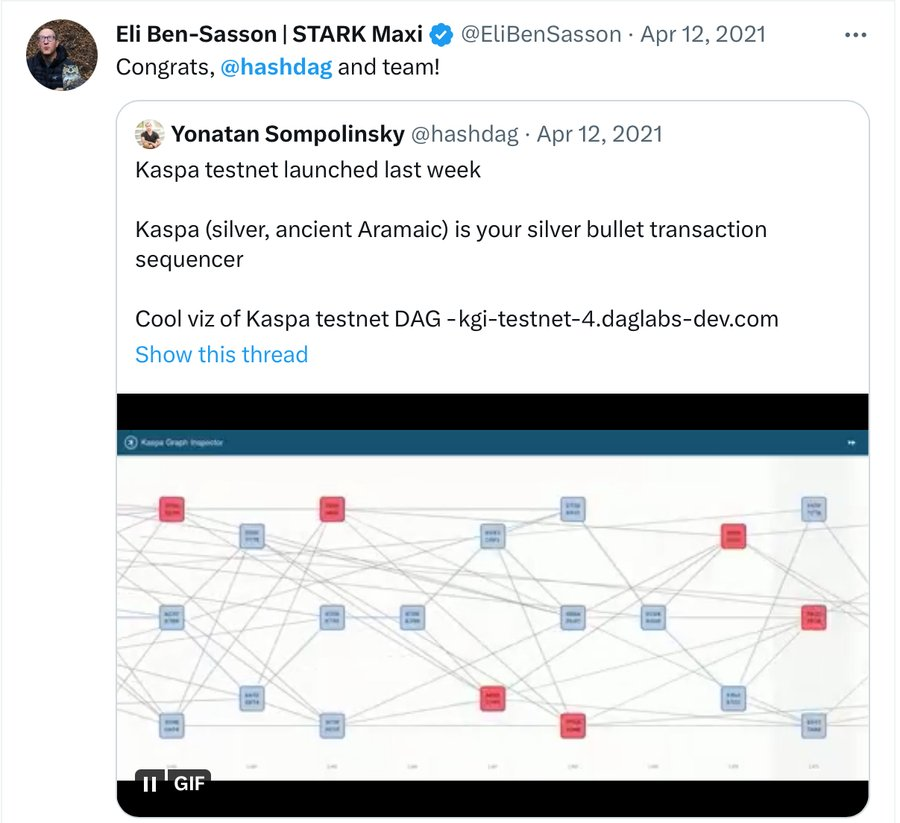 Eli Ben-Sasson | STARK Maxi @EliBenSasson · Apr 12, 2021
Congrats, @hashdag and team!
Yonatan Sompolinsky @hashdag · Apr 12, 2021
Kaspa testnet launched last week
Kaspa (silver, ancient Aramaic) is your silver bullet transaction
sequencer
Cool viz of Kaspa testnet DAG -kgi-testnet-4.daglabs-dev.com
Show this thread
Kaspa Graph Inspector
GIF